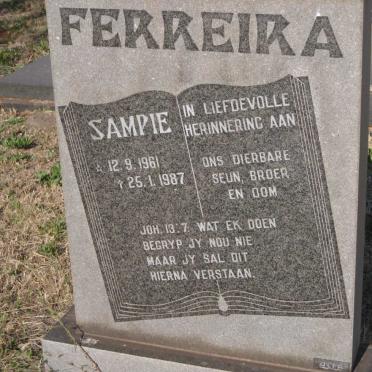 FERREIRA
SAMPIE
* 12.9.1961
† 25.1.1987
IN LIEFDEVOLLE
HERINNERING AAN
ONS DIERBARE
SEUN, BROER
EN OOM
JOH. 13:7. WAT EK DOEN
BEGRYP JY NOU NIE
MAAR JY SAL DIT
HIERNA VERSTAAN.